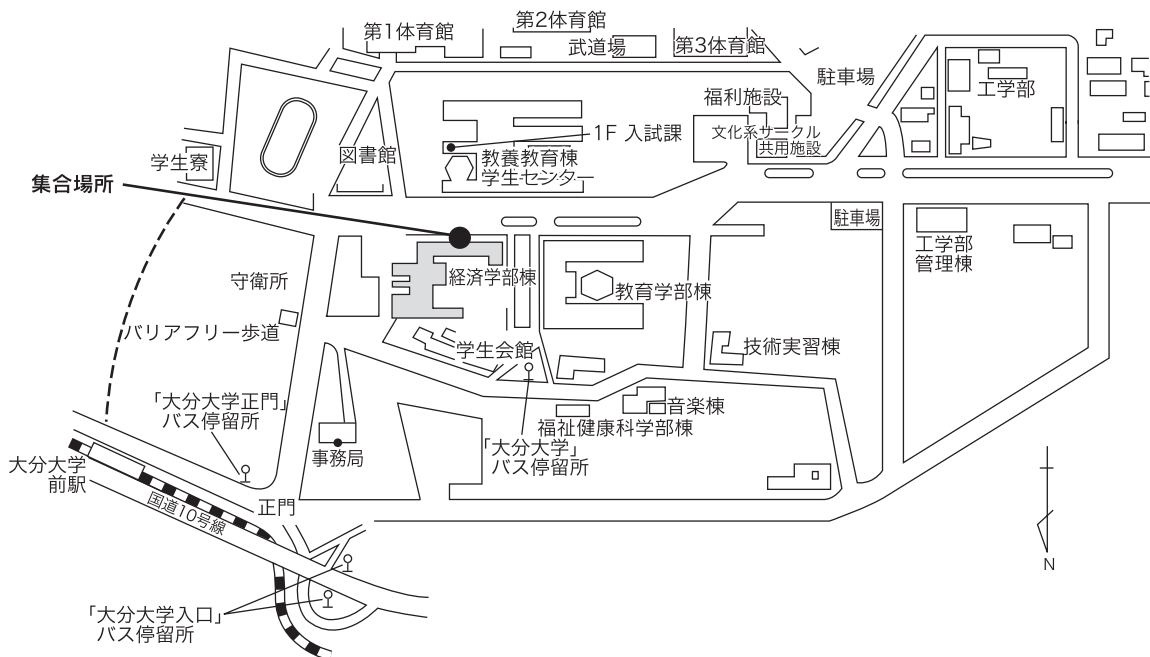 第1体育館
第2体育館
武道場
第3体育館
駐車場
工学部
福利施設
文化系サークル
共用施設
1F 入試課
教養教育棟
学生センター
図書館
学生寮
集合場所
駐車場
工学部
管理棟
守衛所
経済学部棟
教育学部棟
バリアフリー歩道
学生会館
技術実習棟
「大分大学正門」
バス停留所
音楽棟
福祉健康科学部棟
「大分大学」
バス停留所
事務局
大分大学
前駅
国道10号線
正門
「大分大学入口」
バス停留所
N